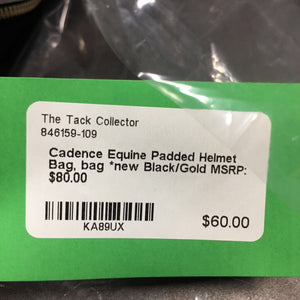 The Tack Collector
846159-109
Cadence Equine Padded Helmet
Bag, bag *new Black/Gold MSRP:
$80.00
KA89UX
$60.00